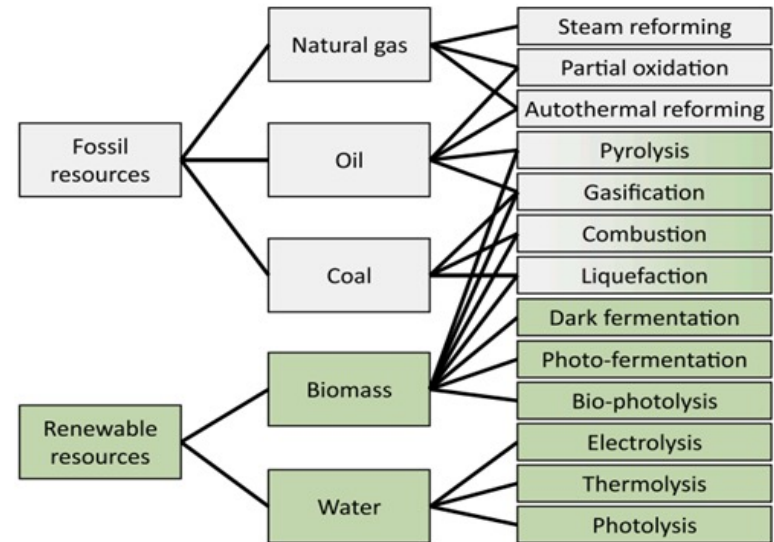 Natural gas
Steam reforming
Partial oxidation
Autothermal reforming
Fossil
resources
Oil
Pyrolysis
Gasification
Coal
Combustion
Liquefaction
Dark fermentation
Biomass
Photo-fermentation
Bio-photolysis
Renewable
resources
Electrolysis
Water
Thermolysis
Photolysis